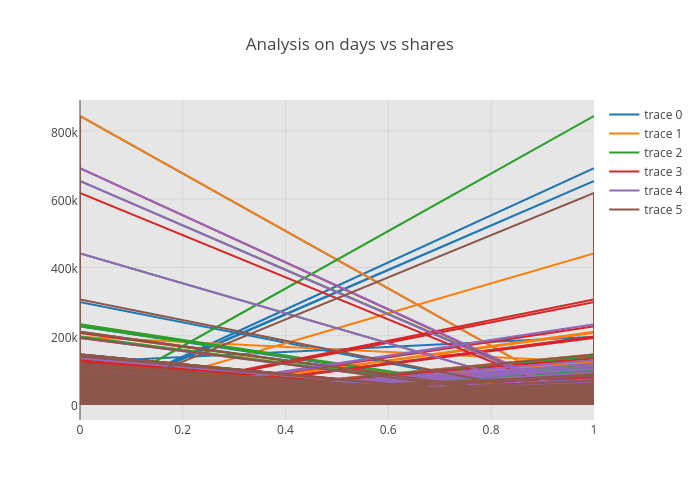 Analysis on days vs shares
800k
600k
400k
200k
0
0
0.2
0.4
0.6
0.8
1
trace 0
trace 1
trace 2
trace 3
trace 4
trace 5